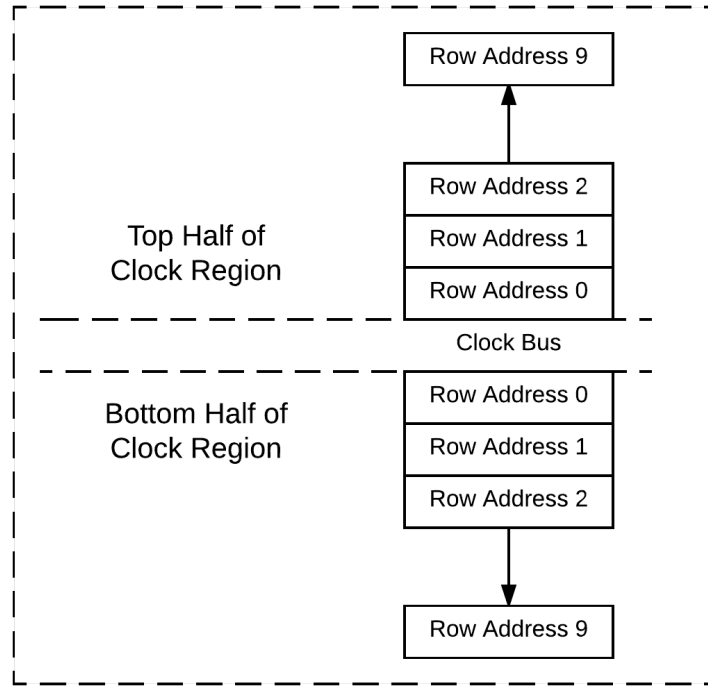 Row Address 9
Row Address 2
Top Half of
Clock Region
Row Address 1
Row Address 0
Clock Bus
Bottom Half of
Clock Region
Row Address 0
Row Address 1
Row Address 2
Row Address 9